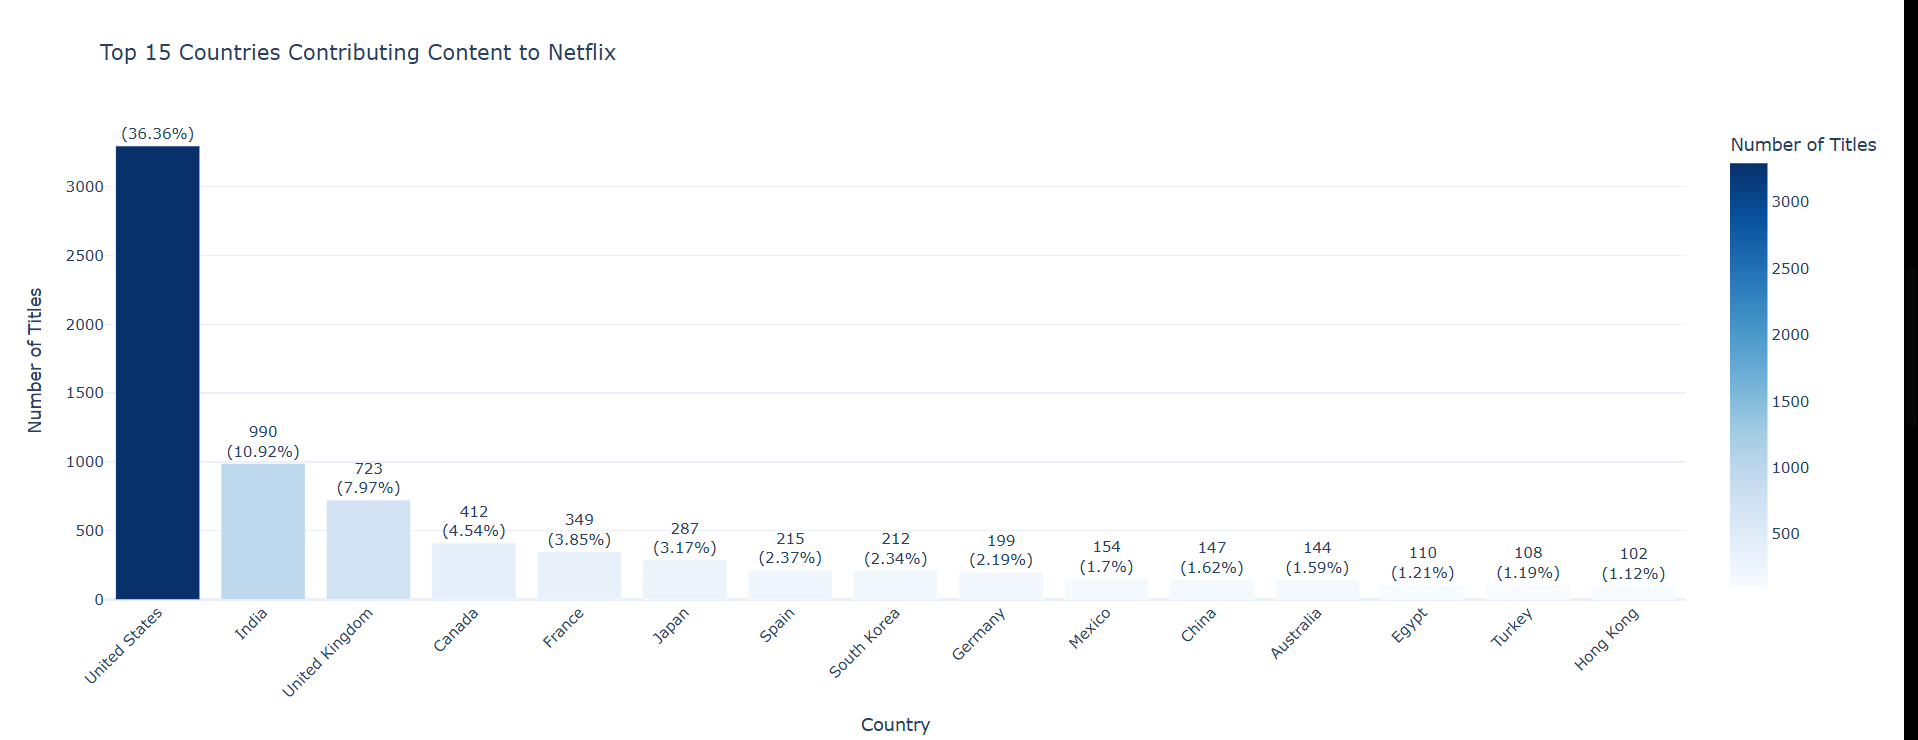 Top 15 Countries Contributing Content to Netflix
(36.36%)
Number of Titles
3000
2500
2000
1500
1000
500
0
Number of Titles
990
(10.92%)
723
(7.97%)
412
(4.54%)
349
(3.85%)
287
(3.17%)
215
(2.37%)
212
(2.34%)
199
(2.19%)
154
(1.7%)
147
(1.62%)
144
(1.59%)
110
(1.21%)
108
(1.19%)
102
(1.12%)
United States
India
United Kingdom
Canada
France
Japan
Spain
South Korea
Germany
Mexico
China
Australia
Egypt
Turkey
Hong Kong
Country
3000
2500
2000
1500
1000
500